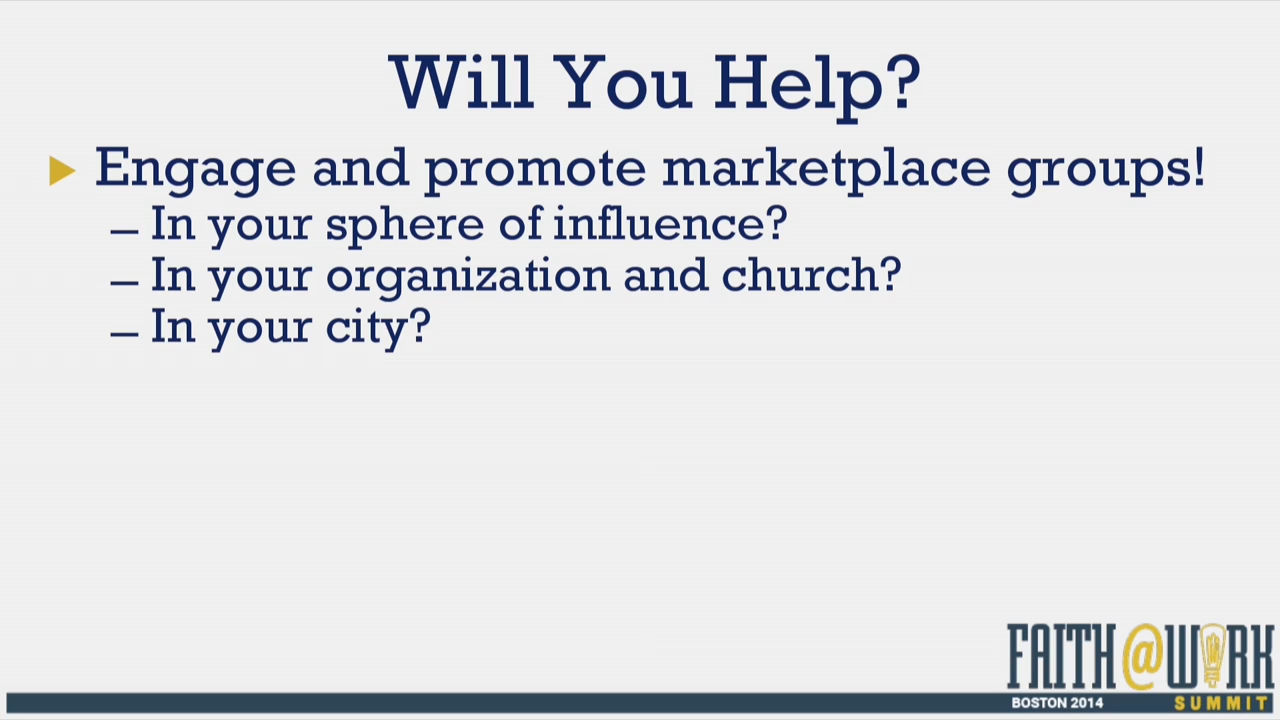 Will You Help?
Engage and promote marketplace groups!
– In your sphere of influence?
– In your organization and church?
– In your city?
FAITH@WORK
BOSTON 2014 SUMMIT